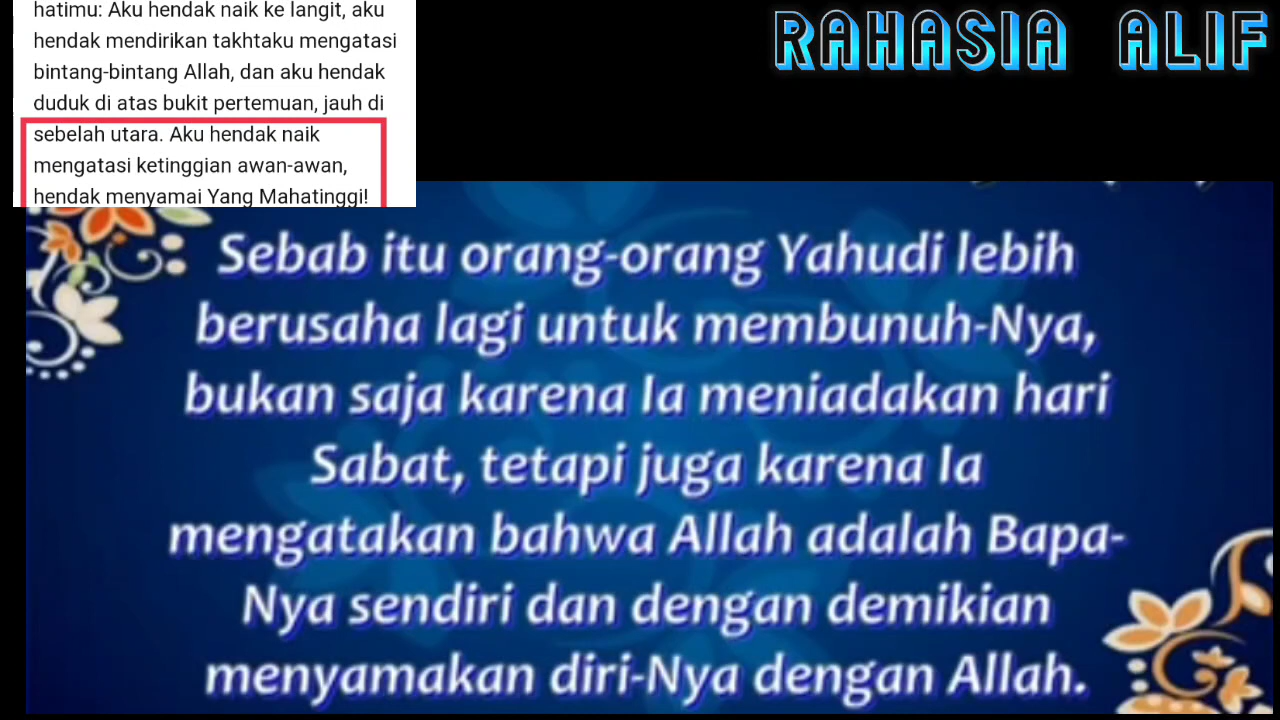 hatimu: Aku hendak naik ke langit, aku
hendak mendirikan takhtaku mengatasi
bintang-bintang Allah, dan aku hendak
duduk di atas bukit pertemuan, jauh di
sebelah utara. Aku hendak naik
mengatasi ketinggian awan-awan,
hendak menyamai Yang Mahatinggi!
RAHASIA ALIF
Sebab itu orang-orang Yahudi lebih
berusaha lagi untuk membunuh-Nya,
bukan saja karena Ia meniadakan hari
Sabat, tetapi juga karena Ia
mengatakan bahwa Allah adalah Bapa-
Nya sendiri dan dengan demikian
menyamakan diri-Nya dengan Allah.